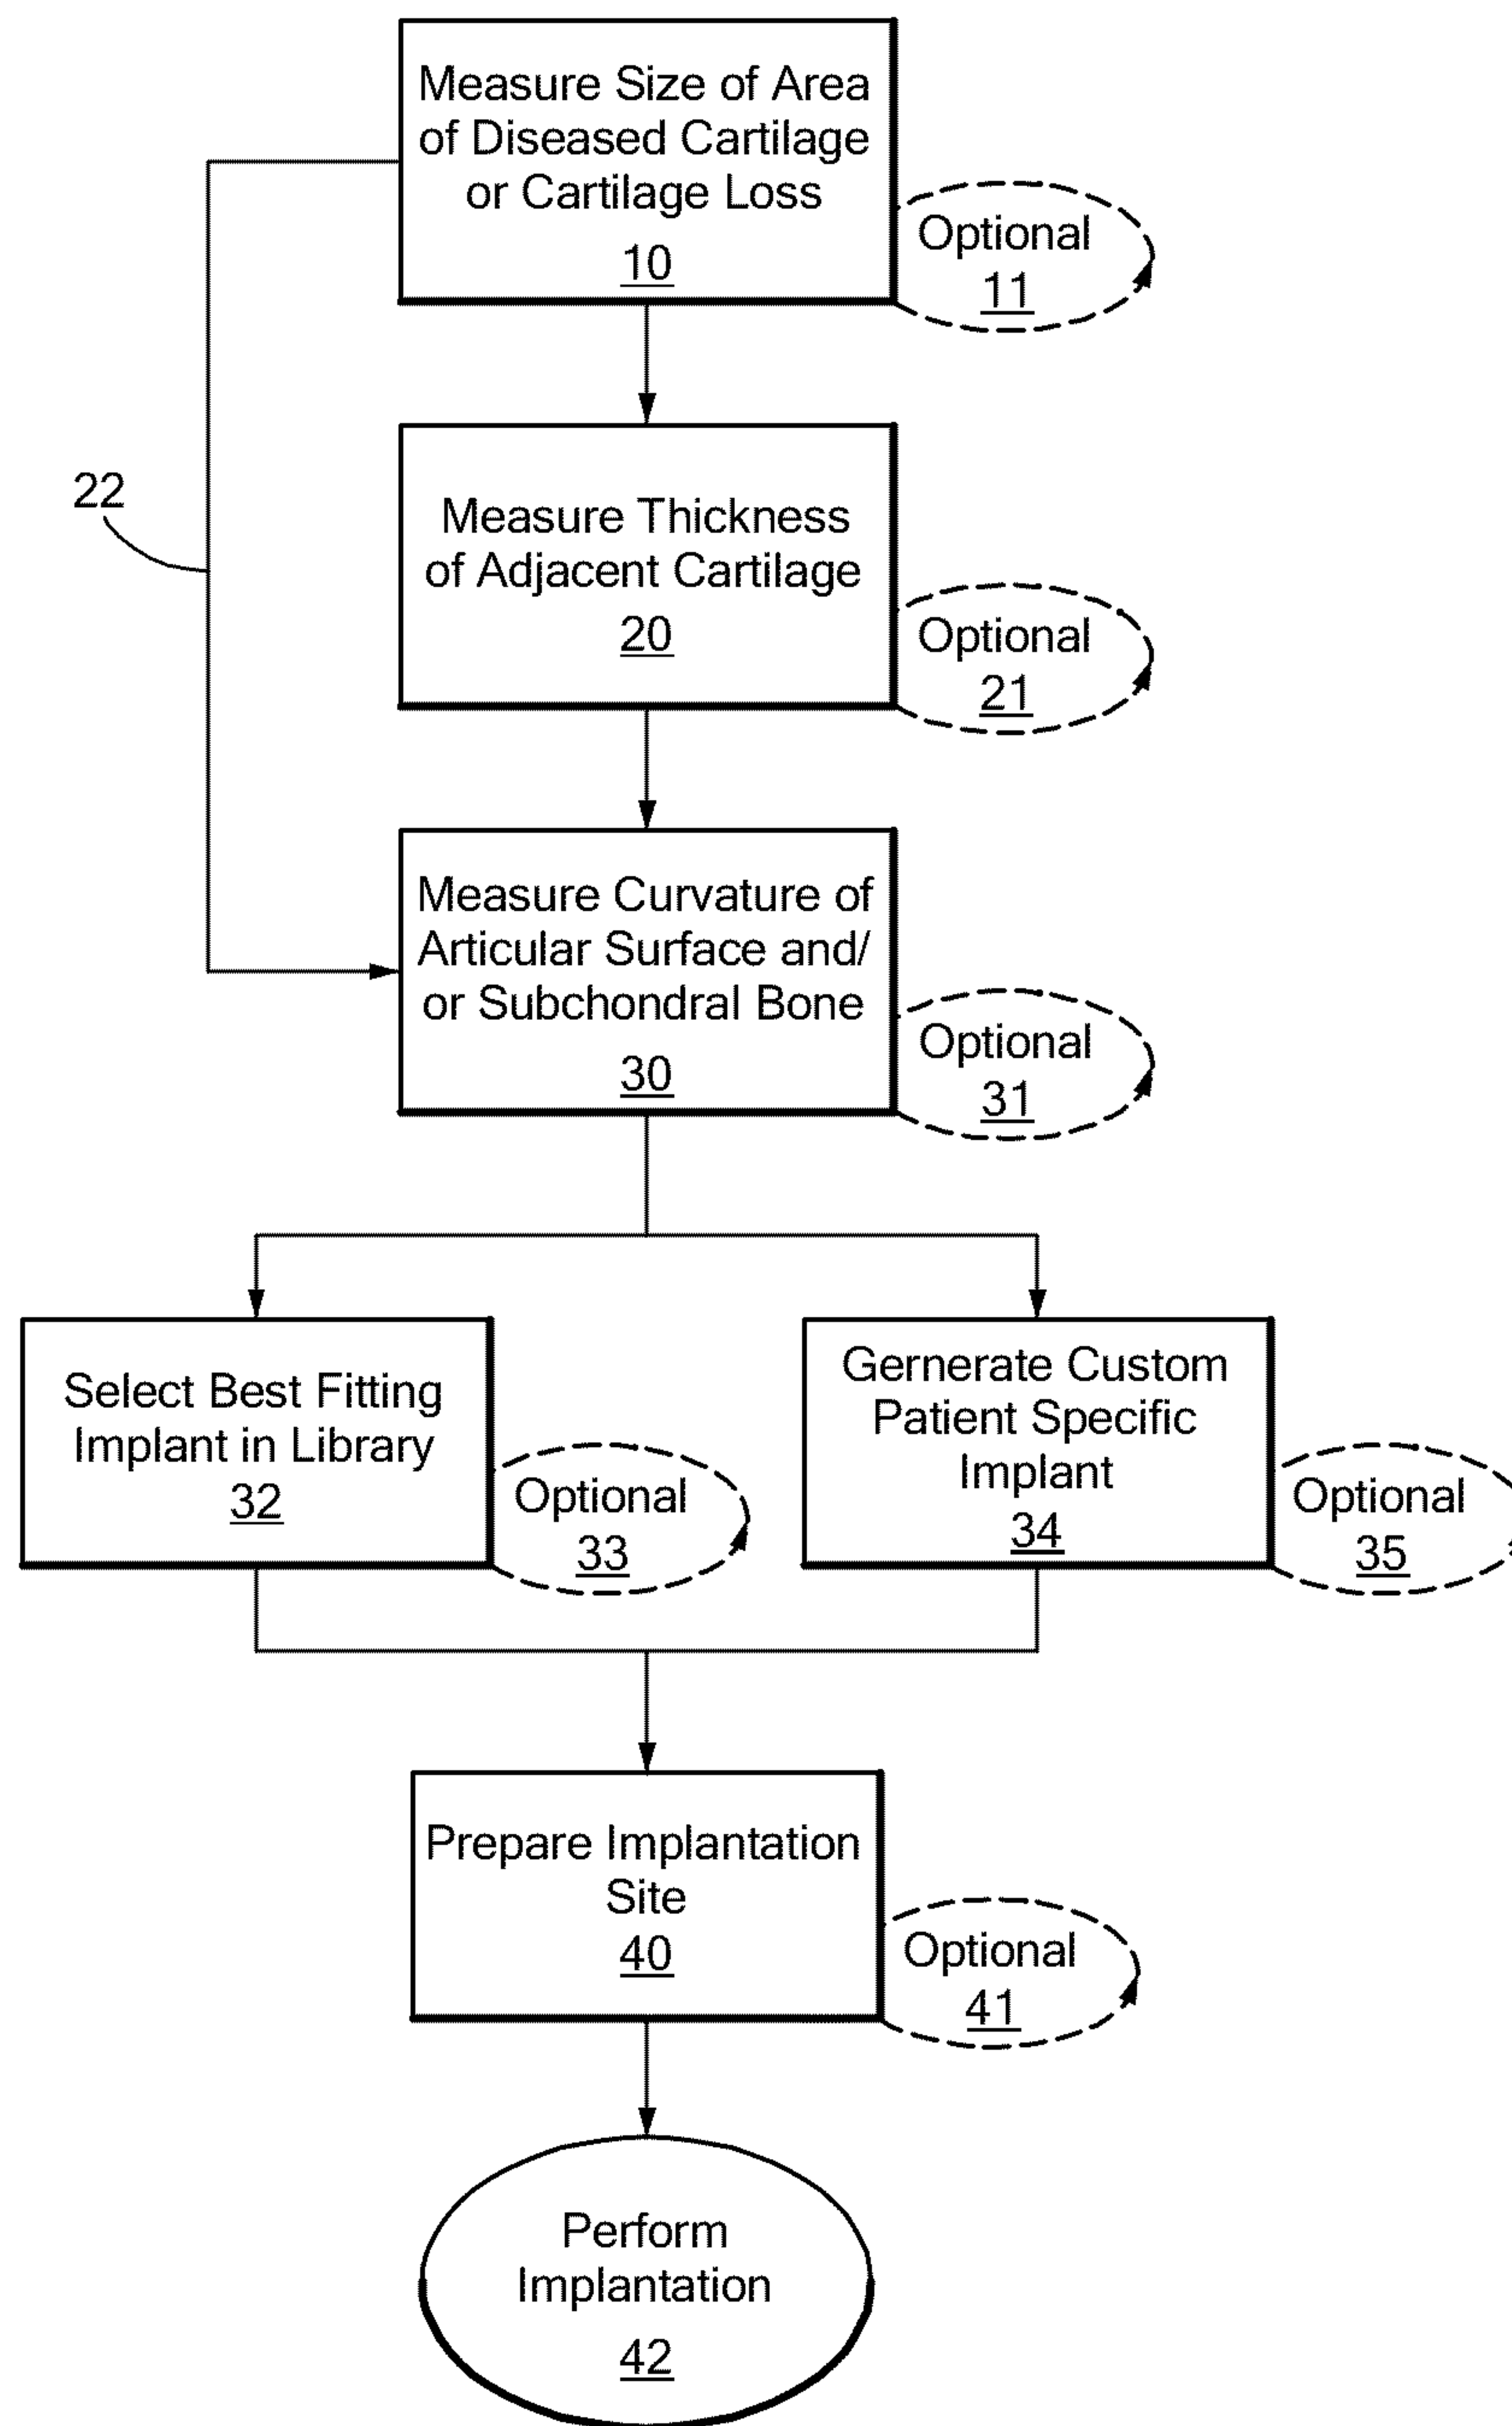 Measure Size of Area
of Diseased Cartilage
or Cartilage Loss
10
Optional
11
22
Measure Thickness
of Adjacent Cartilage
20
Optional
21
Measure Curvature of
Articular Surface and/
or Subchondral Bone
30
Optional
31
Select Best Fitting
Implant in Library
32
Optional
33
Gernerate Custom
Patient Specific
Implant
34
Optional
35
Prepare Implantation
Site
40
Optional
41
Perform
Implantation
42